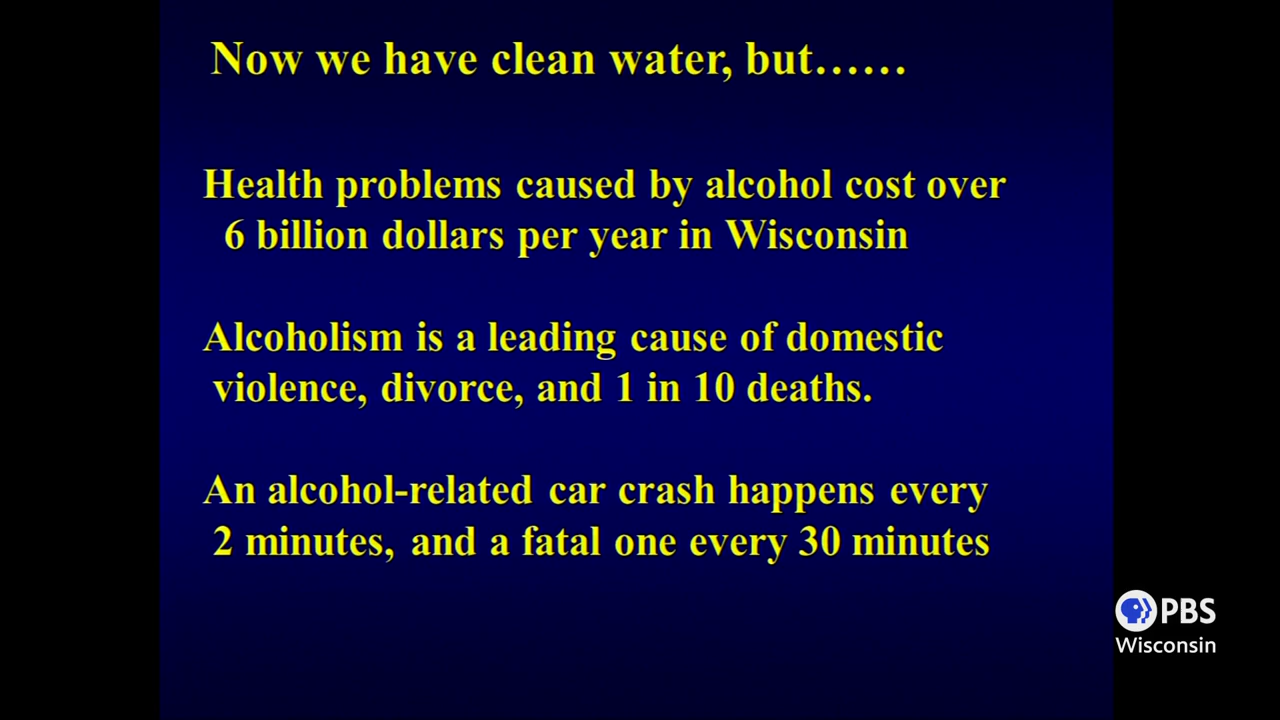 Now we have clean water, but……
Health problems caused by alcohol cost over
6 billion dollars per year in Wisconsin
Alcoholism is a leading cause of domestic
violence, divorce, and 1 in 10 deaths.
An alcohol-related car crash happens every
2 minutes, and a fatal one every 30 minutes
PBS
Wisconsin